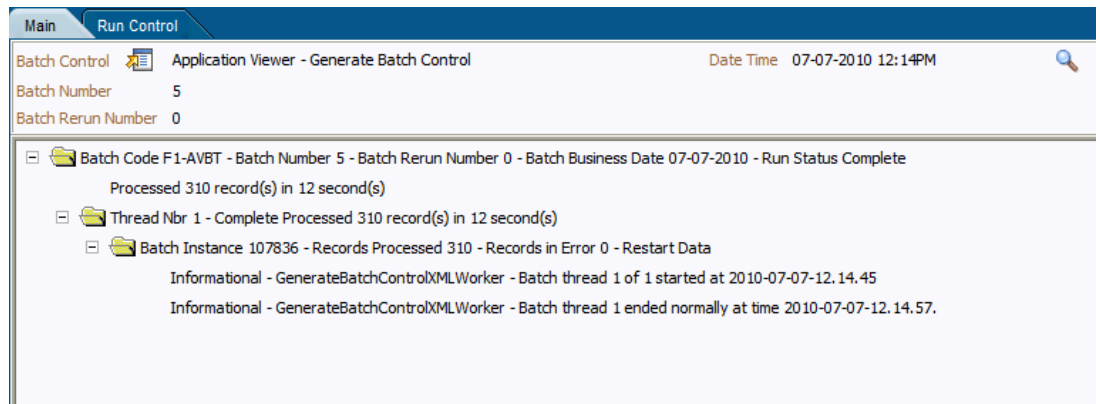 Main Run Control
Batch Control Application Viewer - Generate Batch Control Date Time 07-07-2010 12:14PM
Batch Number 5
Batch Rerun Number 0
Batch Code F1-AVBT - Batch Number 5 - Batch Rerun Number 0 - Batch Business Date 07-07-2010 - Run Status Complete
Processed 310 record(s) in 12 second(s)
Thread Nbr 1 - Complete Processed 310 record(s) in 12 second(s)
Batch Instance 107836 - Records Processed 310 - Records in Error 0 - Restart Data
Informational - GenerateBatchControlXMLWorker - Batch thread 1 of 1 started at 2010-07-07-12.14.45
Informational - GenerateBatchControlXMLWorker - Batch thread 1 ended normally at time 2010-07-07-12.14.57.